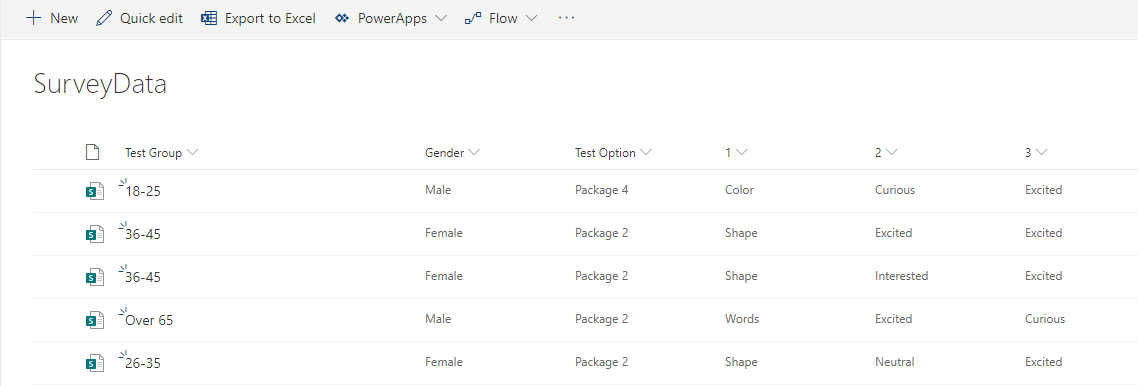 New Quick edit Export to Excel PowerApps Flow ...
SurveyData
Test Group Gender Test Option 1 2 3
18-25 Male Package 4 Color Curious Excited
36-45 Female Package 2 Shape Excited Excited
36-45 Female Package 2 Shape Interested Excited
Over 65 Male Package 2 Words Excited Curious
26-35 Female Package 2 Shape Neutral Excited